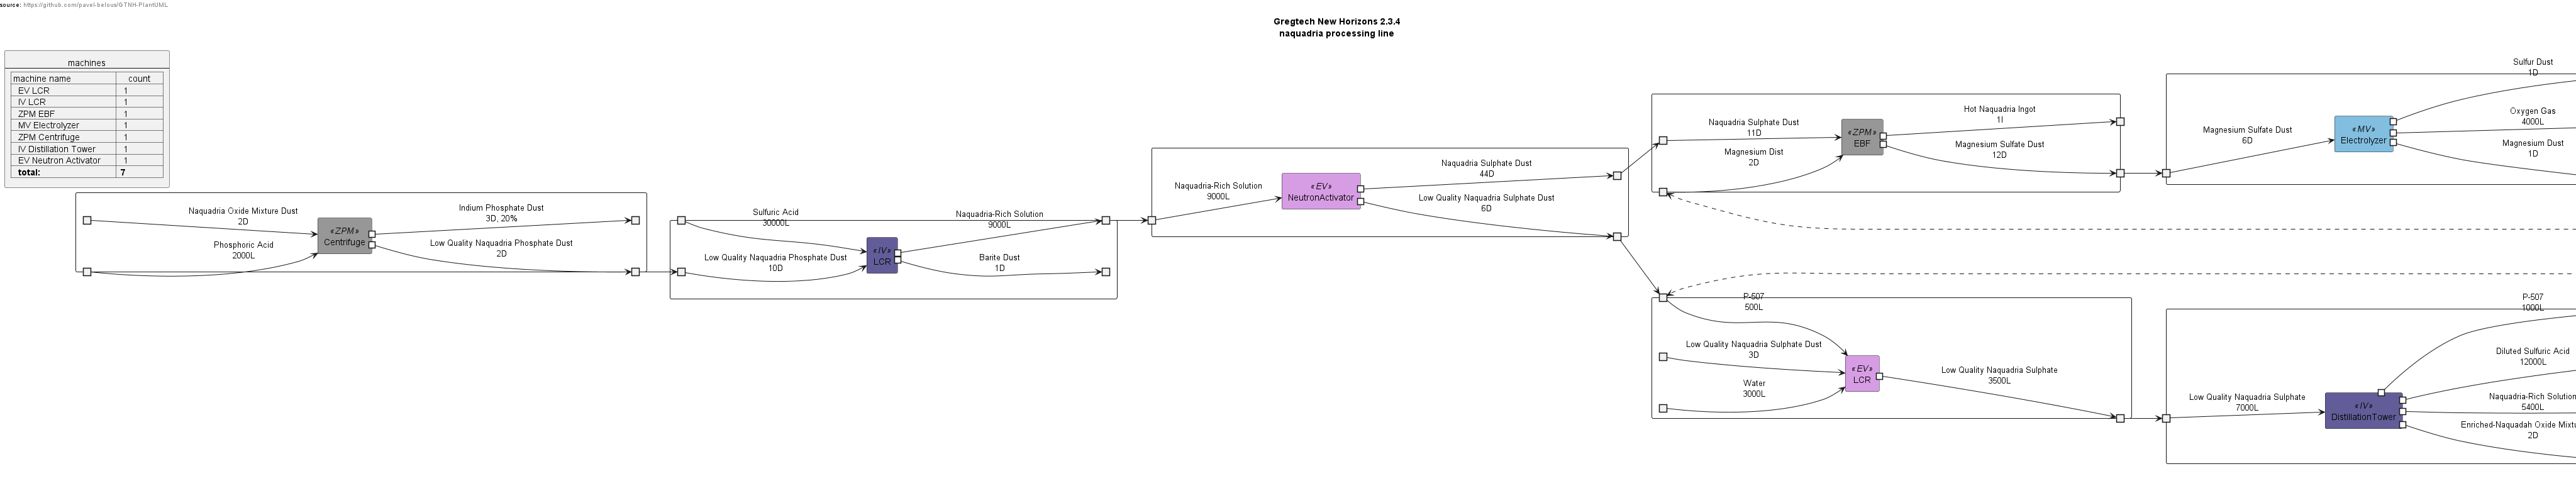 source: https://github.com/pavel-belous/GTNH-PlantUML
Gregtech New Horizons 2.3.4
naquadria processing line
machines
machine name count
EV LCR 1
IV LCR 1
ZPM EBF 1
MV Electrolyzer 1
ZPM Centrifuge 1
IV Distillation Tower 1
EV Neutron Activator 1
total: 7
Naquadria Oxide Mixture Dust
2D
Phosphoric Acid
2000L
«ZPM»
Centrifuge
Indium Phosphate Dust
3D, 20%
Low Quality Naquadria Phosphate Dust
2D
Sulfuric Acid
30000L
Low Quality Naquadria Phosphate Dust
10D
«IV»
LCR
Naquadria-Rich Solution
9000L
Barite Dust
1D
Naquadria-Rich Solution
9000L
«EV»
NeutronActivator
Naquadria Sulphate Dust
44D
Low Quality Naquadria Sulphate Dust
6D
Naquadria Sulphate Dust
11D
Magnesium Dist
2D
«ZPM»
EBF
Hot Naquadria Ingot
1I
Magnesium Sulfate Dust
12D
Magnesium Sulfate Dust
6D
«MV»
Electrolyzer
Sulfur Dust
1D
Oxygen Gas
4000L
Magnesium Dust
1D
P-507
500L
Low Quality Naquadria Sulphate Dust
3D
Water
3000L
«EV»
LCR
Low Quality Naquadria Sulphate
3500L
Low Quality Naquadria Sulphate
7000L
«IV»
DistillationTower
P-507
1000L
Diluted Sulfuric Acid
12000L
Naquadria-Rich Solution
5400L
Enriched-Naquadah Oxide Mixtu
2D